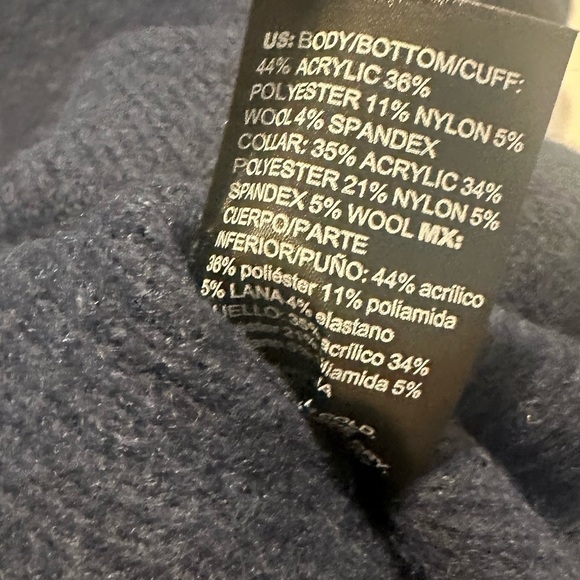 US: BODY/BOTTOM/CUFF:
44% ACRYLIC 36%
POLYESTER 11% NYLON 5%
WOOL 4% SPANDEX
COLLAR: 35% ACRYLIC 34%
POLYESTER 21% NYLON 5%
SPANDEX 5% WOOL MX:
CUERPO/PARTE
INFERIOR/PUÑO: 44% acrílico
36% poliéster 11% poliamida
5% LANA 4% elastano
acrílico 34%
5%